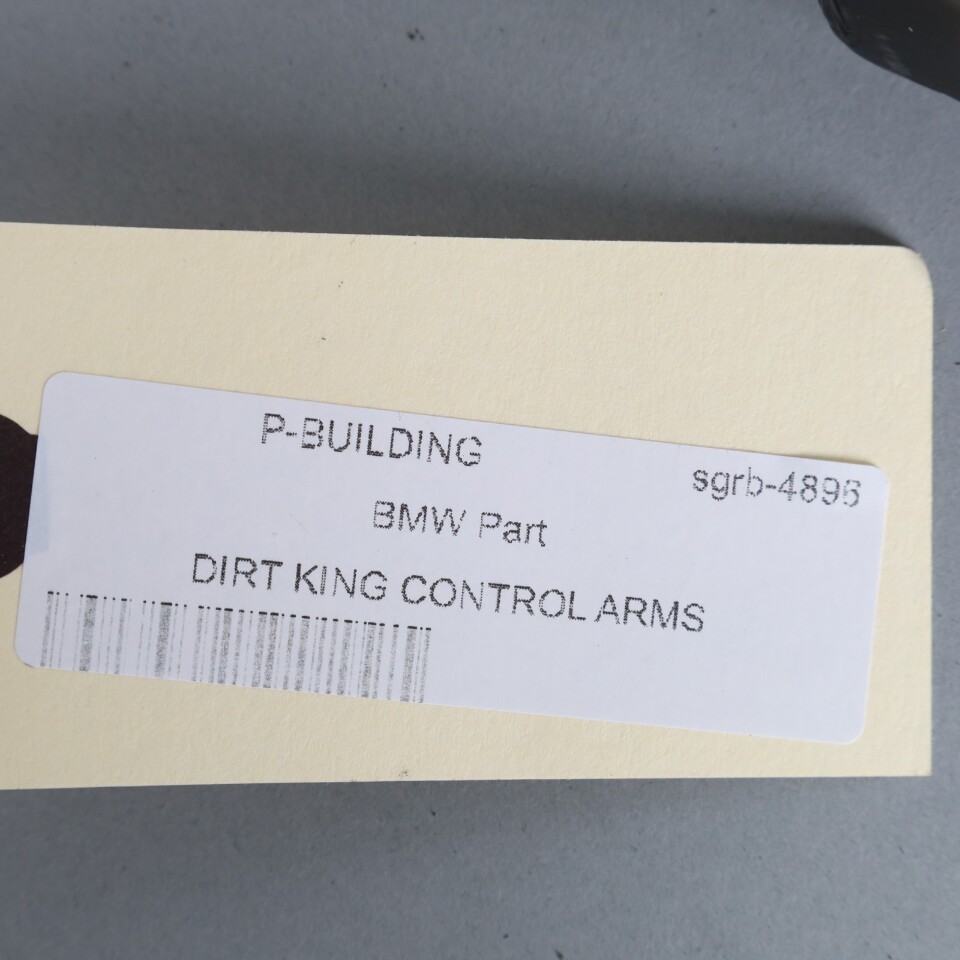 P-BUILDING
sgrb-4896
BMW Part
DIRT KING CONTROL ARMS